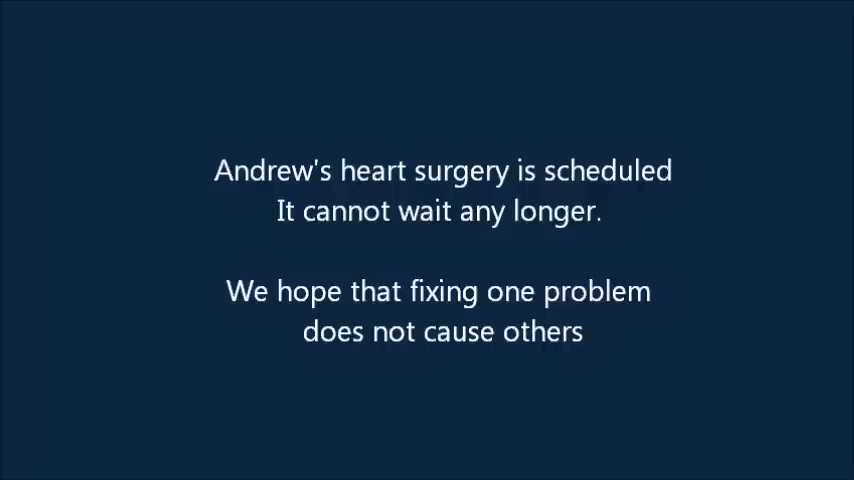 Andrew's heart surgery is scheduled
It cannot wait any longer.
We hope that fixing one problem
does not cause others